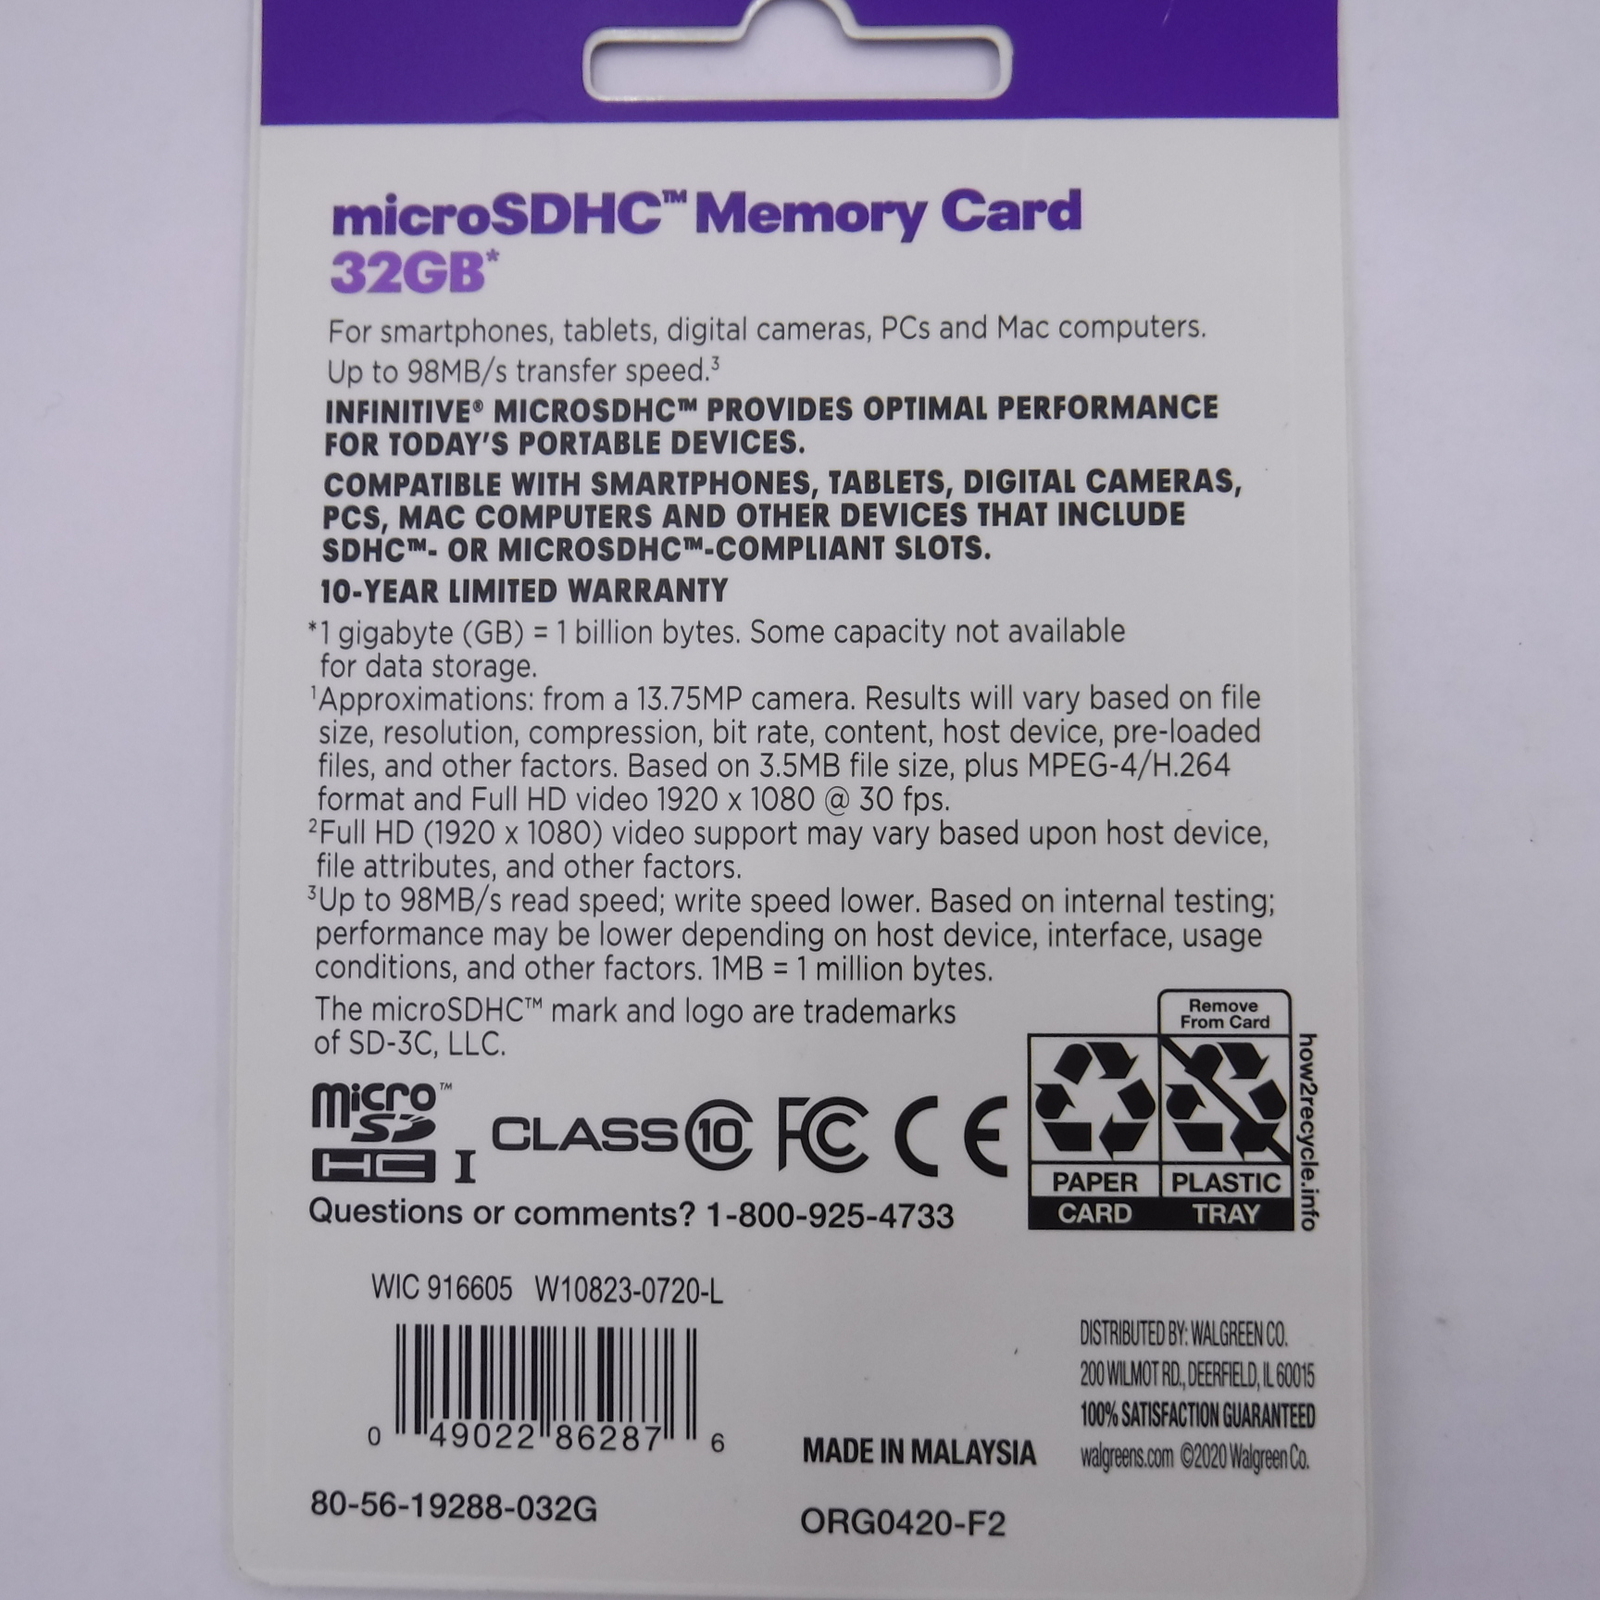 microSDHC™ Memory Card
32GB*
For smartphones, tablets, digital cameras, PCs and Mac computers.
Up to 98MB/s transfer speed.³
INFINITIVE® MICROSDHC™ PROVIDES OPTIMAL PERFORMANCE
FOR TODAY'S PORTABLE DEVICES.
COMPATIBLE WITH SMARTPHONES, TABLETS, DIGITAL CAMERAS,
PCS, MAC COMPUTERS AND OTHER DEVICES THAT INCLUDE
SDHC™- OR MICROSDHC™-COMPLIANT SLOTS.
10-YEAR LIMITED WARRANTY
*1 gigabyte (GB) = 1 billion bytes. Some capacity not available
for data storage.
¹Approximations: from a 13.75MP camera. Results will vary based on file
size, resolution, compression, bit rate, content, host device, pre-loaded
files, and other factors. Based on 3.5MB file size, plus MPEG-4/H.264
format and Full HD video 1920 x 1080 @ 30 fps.
²Full HD (1920 x 1080) video support may vary based upon host device,
file attributes, and other factors.
³Up to 98MB/s read speed; write speed lower. Based on internal testing;
performance may be lower depending on host device, interface, usage
conditions, and other factors. 1MB = 1 million bytes.
The microSDHC™ mark and logo are trademarks
of SD-3C, LLC.
micro™
SD
HC I
CLASS 10 FC CE
Remove
From Card
PAPER PLASTIC
CARD TRAY
how2recycle.info
Questions or comments? 1-800-925-4733
WIC 916605 W10823-0720-L
0 49022 86287 6
80-56-19288-032G
MADE IN MALAYSIA
ORG0420-F2
DISTRIBUTED BY: WALGREEN CO.
200 WILMOT RD., DEERFIELD, IL 60015
100% SATISFACTION GUARANTEED
walgreens.com ©2020 Walgreen Co.